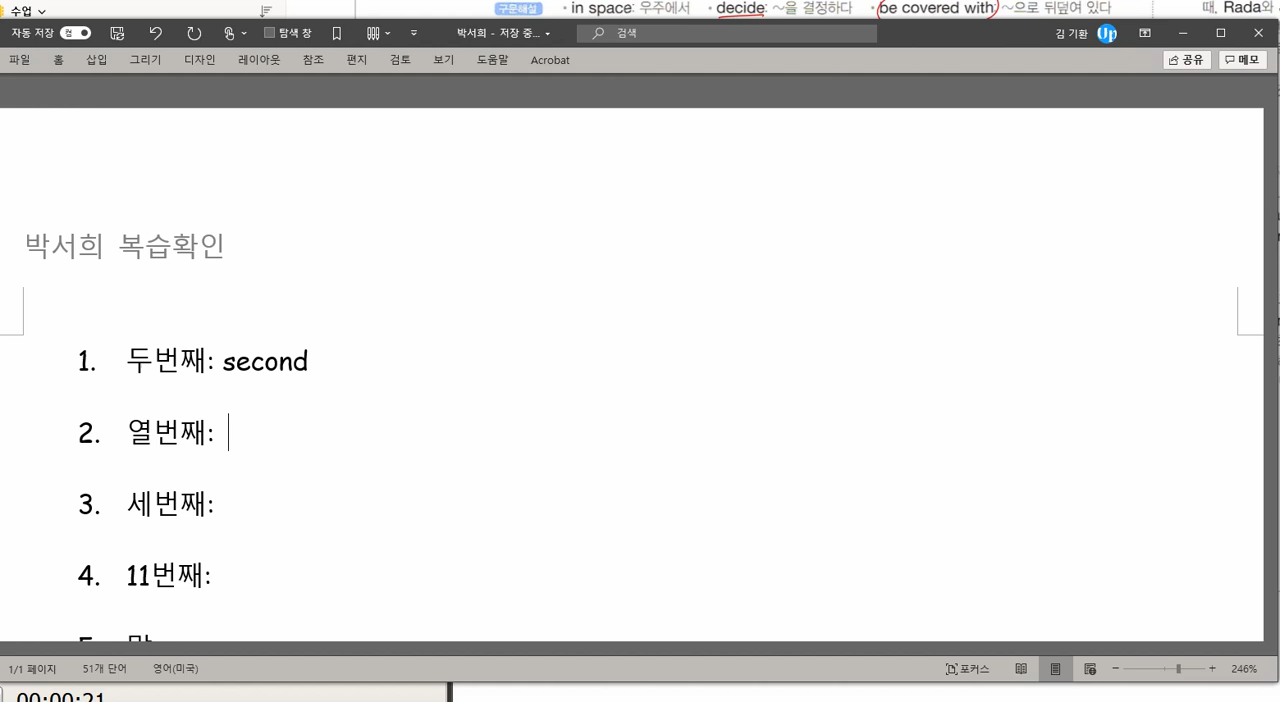 수업
구문해설 • in space: 우주에서 • decide: ~을 결정하다 • be covered with: ~으로 뒤덮여 있다
때, Rada와
자동 저장 켬 탐색 창 박서희 - 저장 중... 검색 김 기환
파일 홈 삽입 그리기 디자인 레이아웃 참조 편지 검토 보기 도움말 Acrobat 공유 메모
박서희 복습확인
1. 두번째: second
2. 열번째:
3. 세번째:
4. 11번째:
1/1 페이지 51개 단어 영어(미국) 포커스 246%
00:00:21